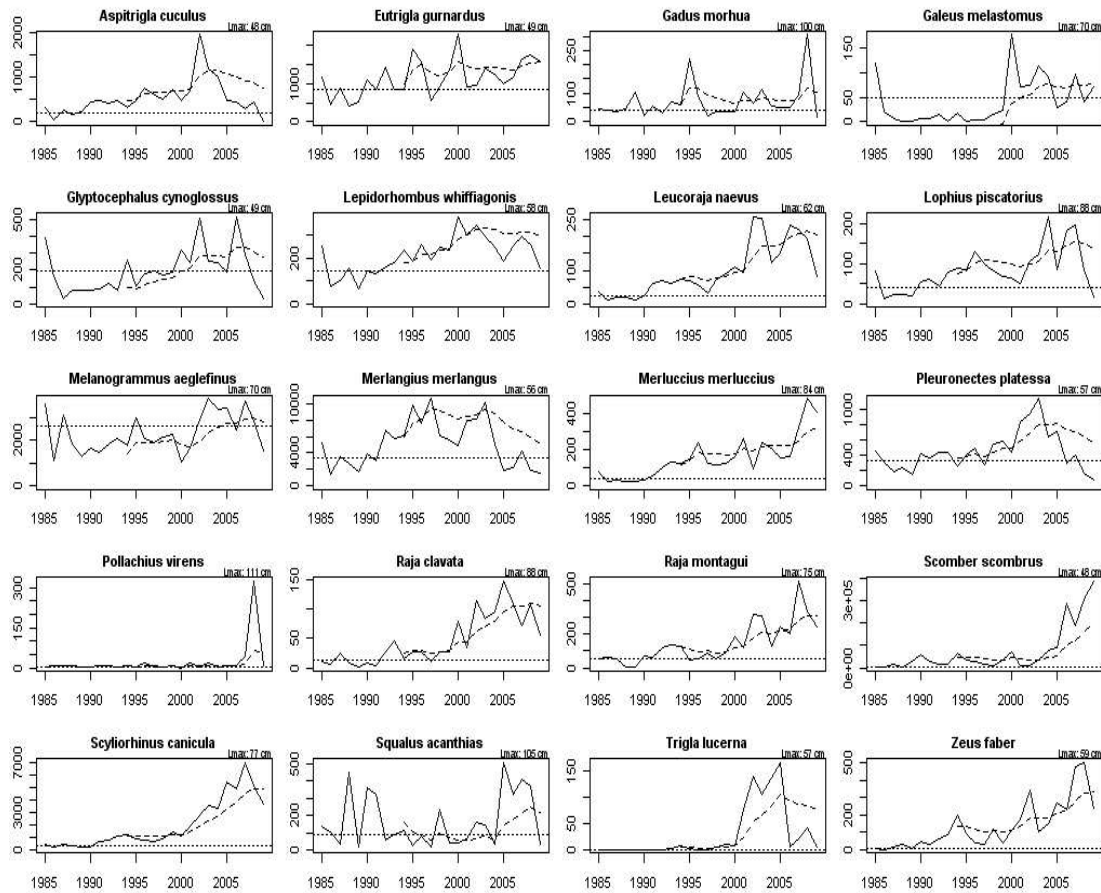 Aspitrigla cuculus Eutrigla gurnardus Gadus morhua Galeus melastomus
Lmax: 48 cm Lmax: 49 cm Lmax: 100 cm Lmax: 70 cm
0 1000 2000
0 1000
0 50 100 250
0 50 150
1985 1990 1995 2000 2005 1985 1990 1995 2000 2005 1985 1990 1995 2000 2005 1985 1990 1995 2000 2005
Glyptocephalus cynoglossus Lepidorhombus whiffiagonis Leucoraja naevus Lophius piscatorius
Lmax: 49 cm Lmax: 58 cm Lmax: 62 cm Lmax: 88 cm
0 200 500
0 200
0 100 250
0 100 200
1985 1990 1995 2000 2005 1985 1990 1995 2000 2005 1985 1990 1995 2000 2005 1985 1990 1995 2000 2005
Melanogrammus aeglefinus Merlangius merlangus Merluccius merluccius Pleuronectes platessa
Lmax: 70 cm Lmax: 56 cm Lmax: 84 cm Lmax: 57 cm
0 2000
0 4000 10000
0 200 400
0 400 1000
1985 1990 1995 2000 2005 1985 1990 1995 2000 2005 1985 1990 1995 2000 2005 1985 1990 1995 2000 2005
Pollachius virens Raja clavata Raja montagui Scomber scombrus
Lmax: 111 cm Lmax: 88 cm Lmax: 75 cm Lmax: 48 cm
0 150 300
0 50 150
0 200 500
0e+00 3e+05
1985 1990 1995 2000 2005 1985 1990 1995 2000 2005 1985 1990 1995 2000 2005 1985 1990 1995 2000 2005
Scyliorhinus canicula Squalus acanthias Trigla lucerna Zeus faber
Lmax: 77 cm Lmax: 105 cm Lmax: 57 cm Lmax: 59 cm
0 3000 7000
0 200 500
0 50 150
0 200 500
1985 1990 1995 2000 2005 1985 1990 1995 2000 2005 1985 1990 1995 2000 2005 1985 1990 1995 2000 2005